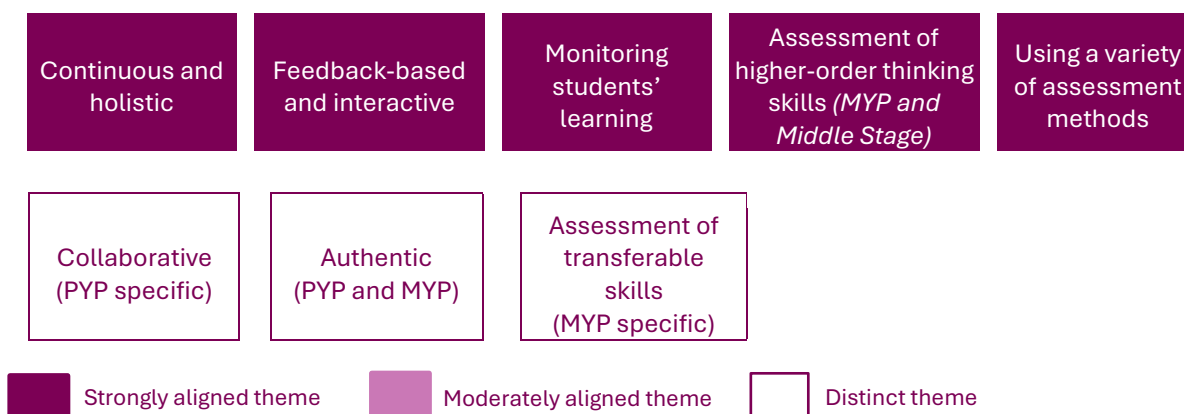 Continuous and
holistic
Feedback-based
and interactive
Monitoring
students’
learning
Assessment of
higher-order thinking
skills (MYP and
Middle Stage)
Using a variety
of assessment
methods
Collaborative
(PYP specific)
Authentic
(PYP and MYP)
Assessment of
transferable
skills
(MYP specific)
Strongly aligned theme
Moderately aligned theme
Distinct theme